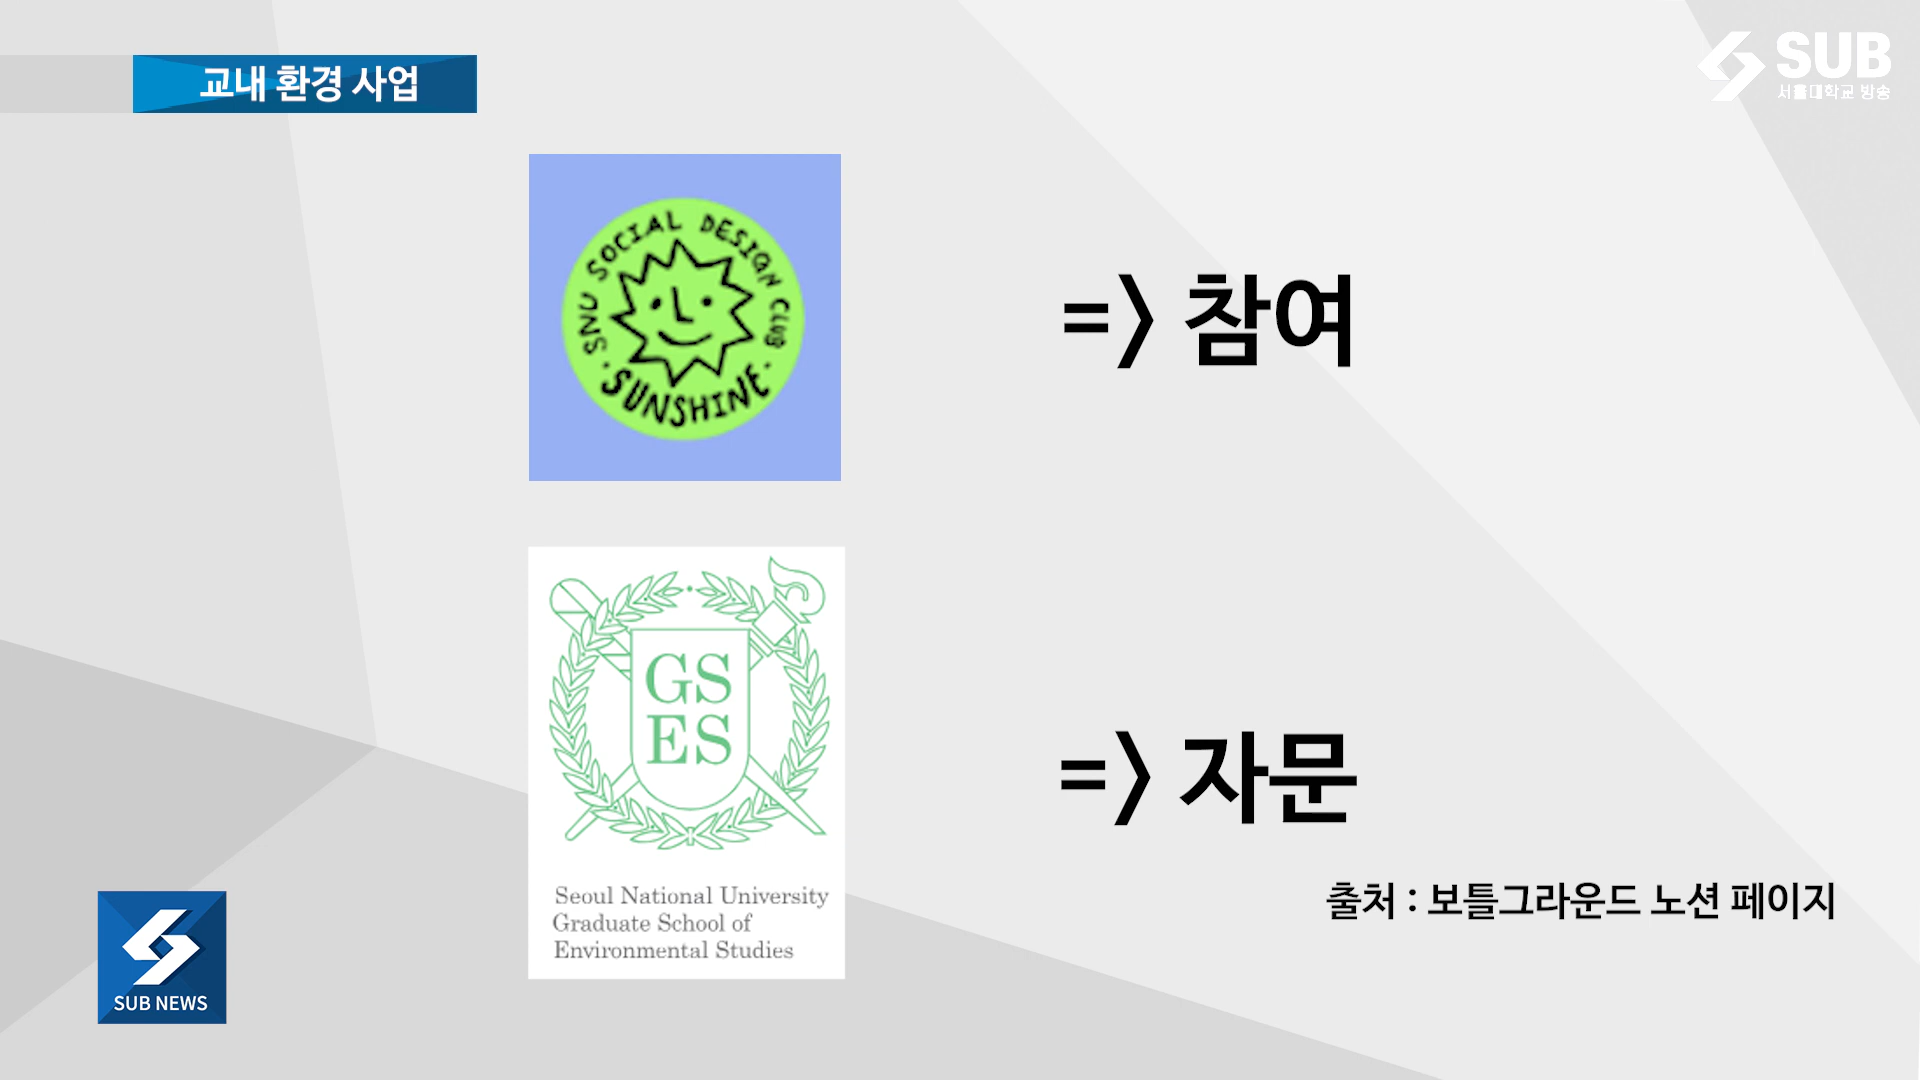 교내 환경 사업
SUB
서울대학교 방송
SNU SOCIAL DESIGN CLUB
· SUNSHINE ·
=> 참여
GS
ES
Seoul National University
Graduate School of
Environmental Studies
=> 자문
출처 : 보틀그라운드 노션 페이지
SUB NEWS